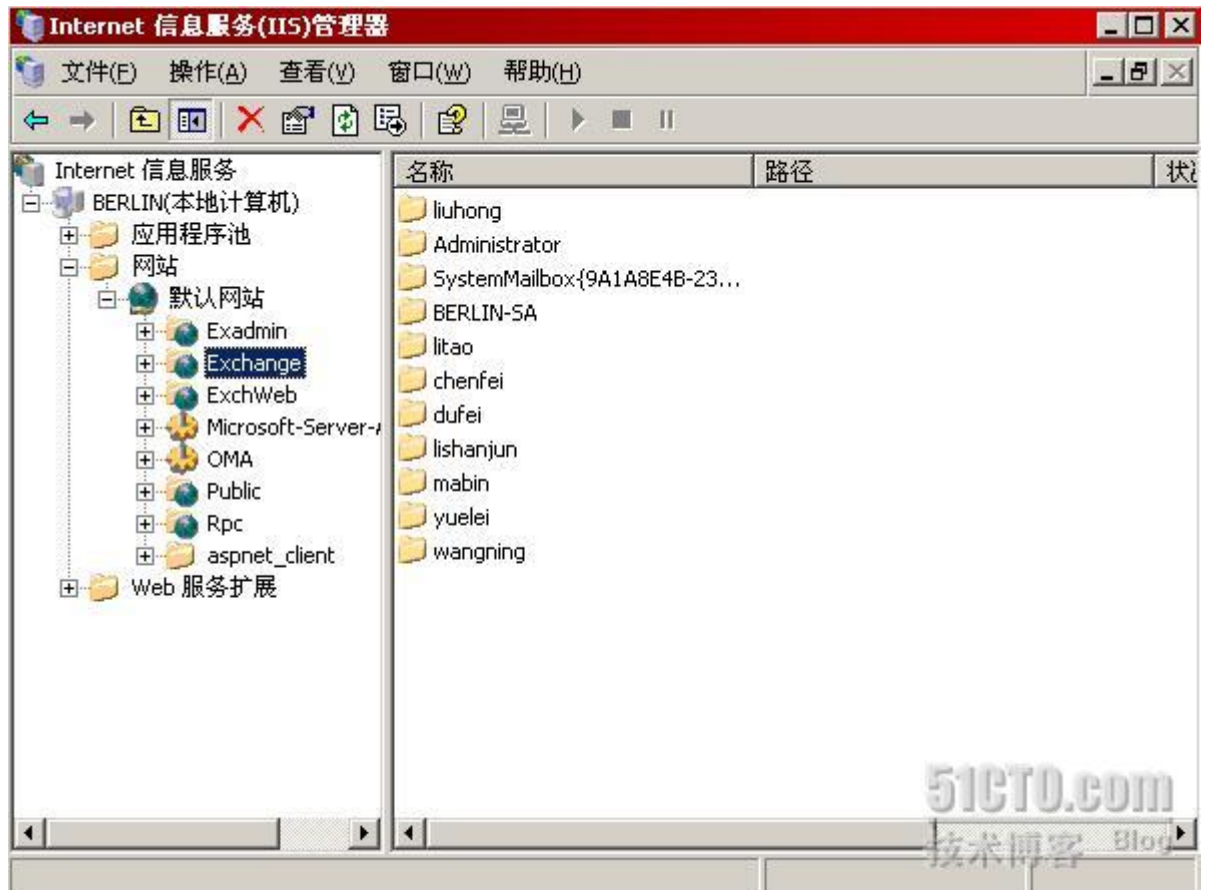 Internet 信息服务(IIS)管理器
文件(F) 操作(A) 查看(V) 窗口(W) 帮助(H)
Internet 信息服务
BERLIN(本地计算机)
应用程序池
网站
默认网站
Exadmin
Exchange
ExchWeb
Microsoft-Server-A
OMA
Public
Rpc
aspnet_client
Web 服务扩展
名称 路径 状态
liuhong
Administrator
SystemMailbox{9A1A8E4B-23...
BERLIN-SA
litao
chenfei
dufei
lishanjun
mabin
yuelei
wangning
51CTO.com
技术博客 Blog